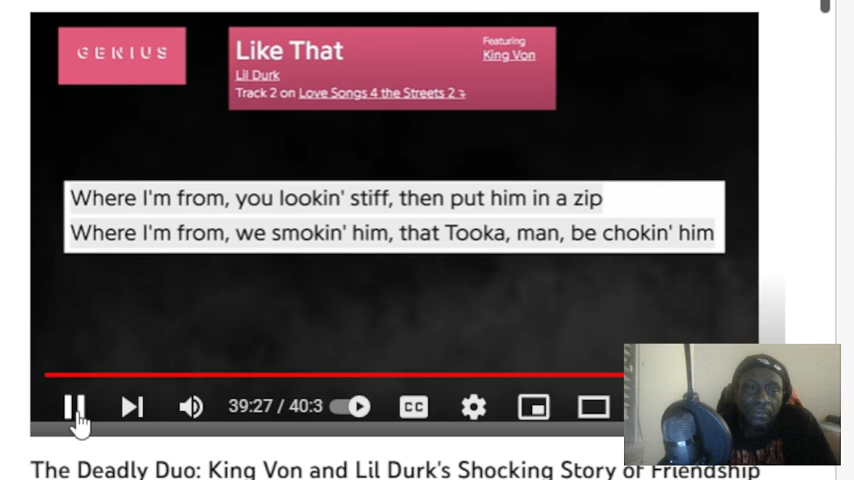 GENIUS
Like That
Lil Durk
Track 2 on Love Songs 4 the Streets 2
Featuring
King Von
Where I'm from, you lookin' stiff, then put him in a zip
Where I'm from, we smokin' him, that Tooka, man, be chokin' him
39:27 / 40:3
CC
The Deadly Duo: King Von and Lil Durk's Shocking Story of Friendship